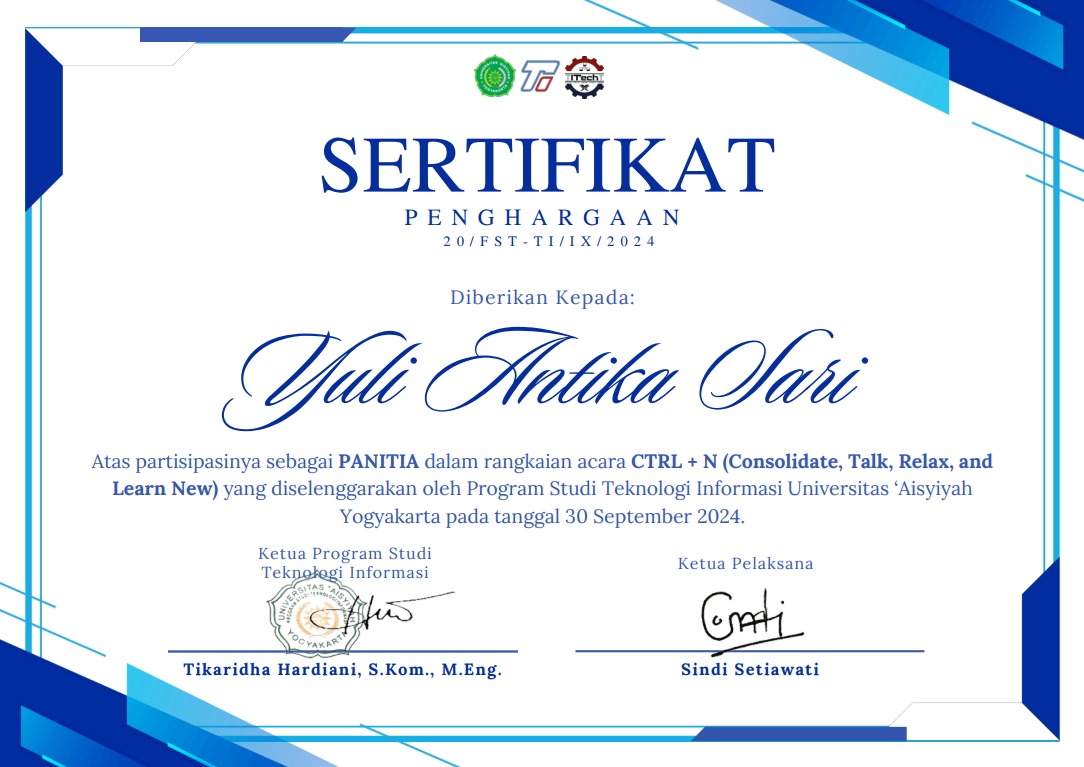 ITech
SERTIFIKAT
PENGHARGAAN
20/FST-TI/IX/2024
Diberikan Kepada:
Yuli Antika Sari
Atas partisipasinya sebagai PANITIA dalam rangkaian acara CTRL + N (Consolidate, Talk, Relax, and
Learn New) yang diselenggarakan oleh Program Studi Teknologi Informasi Universitas ‘Aisyiyah
Yogyakarta pada tanggal 30 September 2024.
Ketua Program Studi
Teknologi Informasi
UNIVERSITAS 'AISYIYAH
YOGYAKARTA
Tikaridha Hardiani, S.Kom., M.Eng.
Ketua Pelaksana
Sindi Setiawati